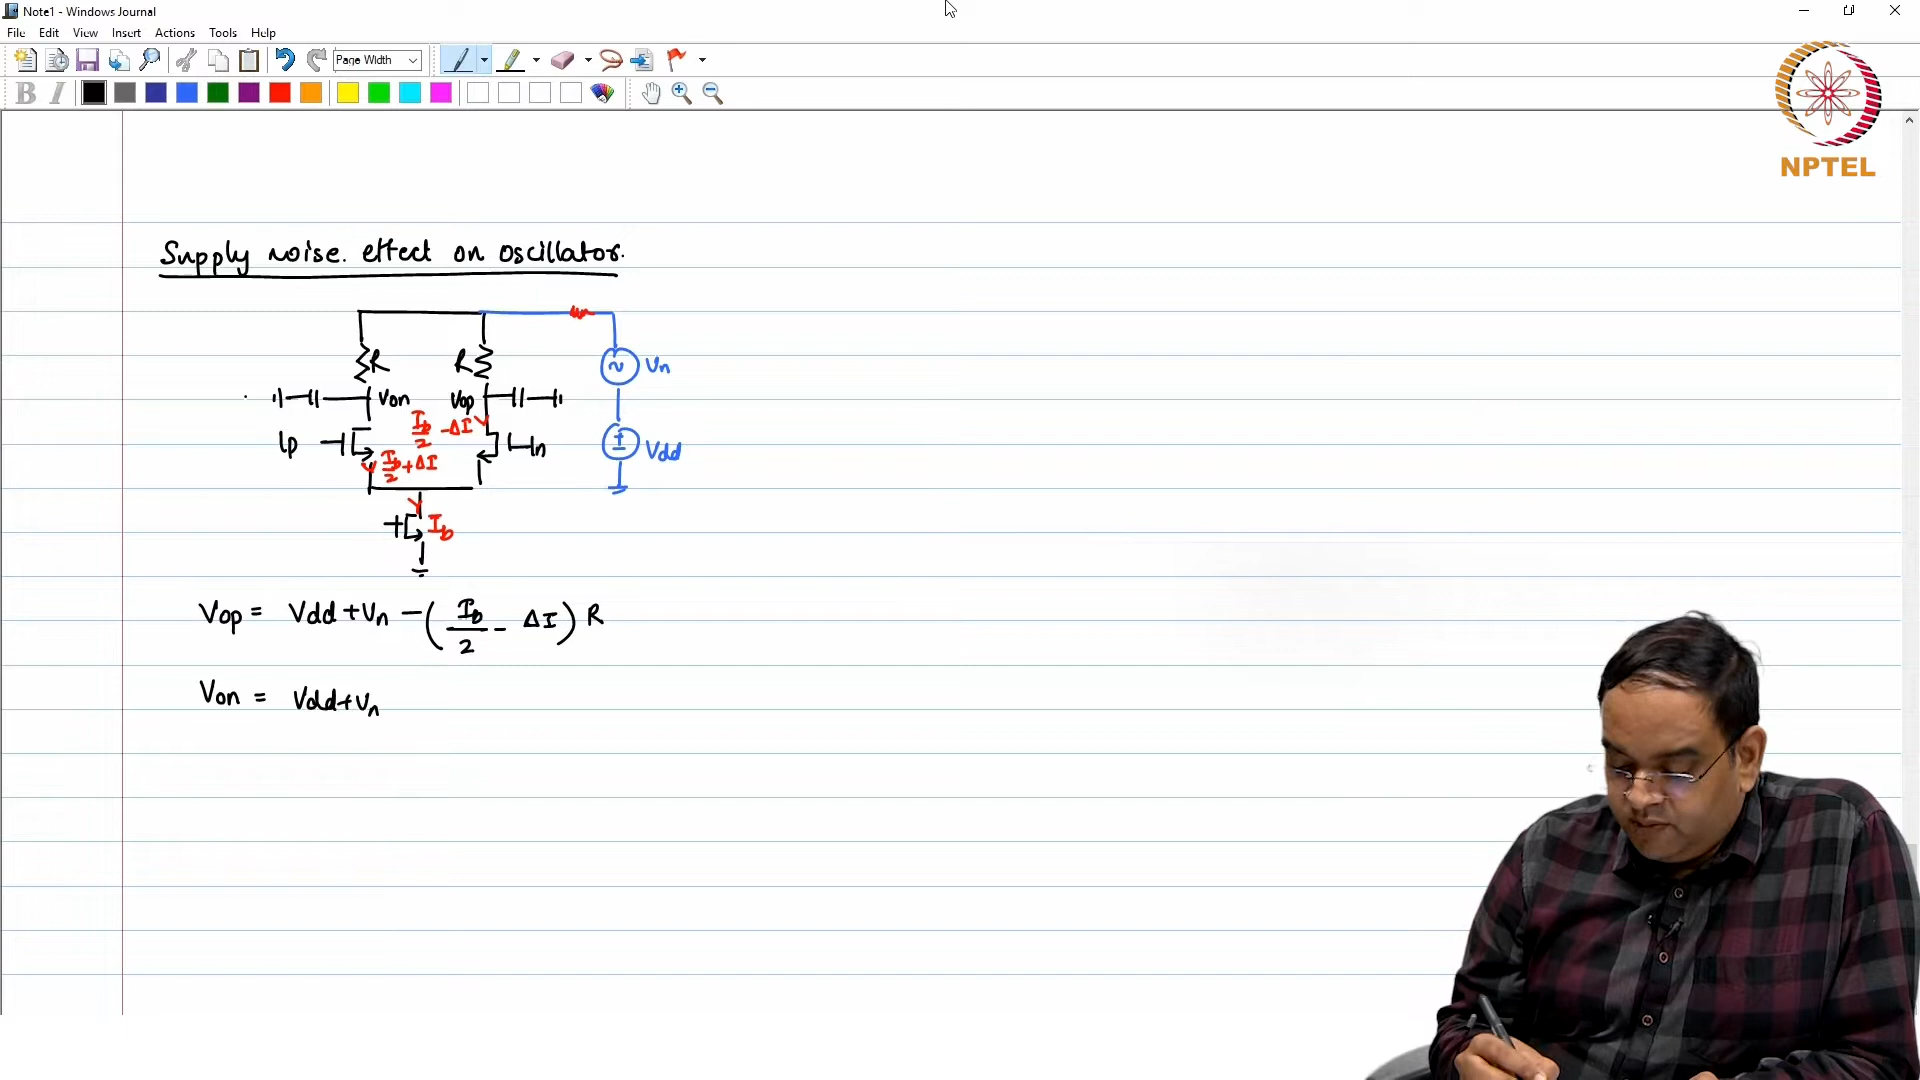 Note1 - Windows Journal
File Edit View Insert Actions Tools Help
Page Width
B I
NPTEL
Supply noise. effect on oscillator.
R R Vn
Von Vop
Ib/2 - ΔI
Ip In Vdd
Ib/2 + ΔI
Ib
Vop = Vdd + Vn - (Ib/2 - ΔI) R
Von = Vdd + Vn